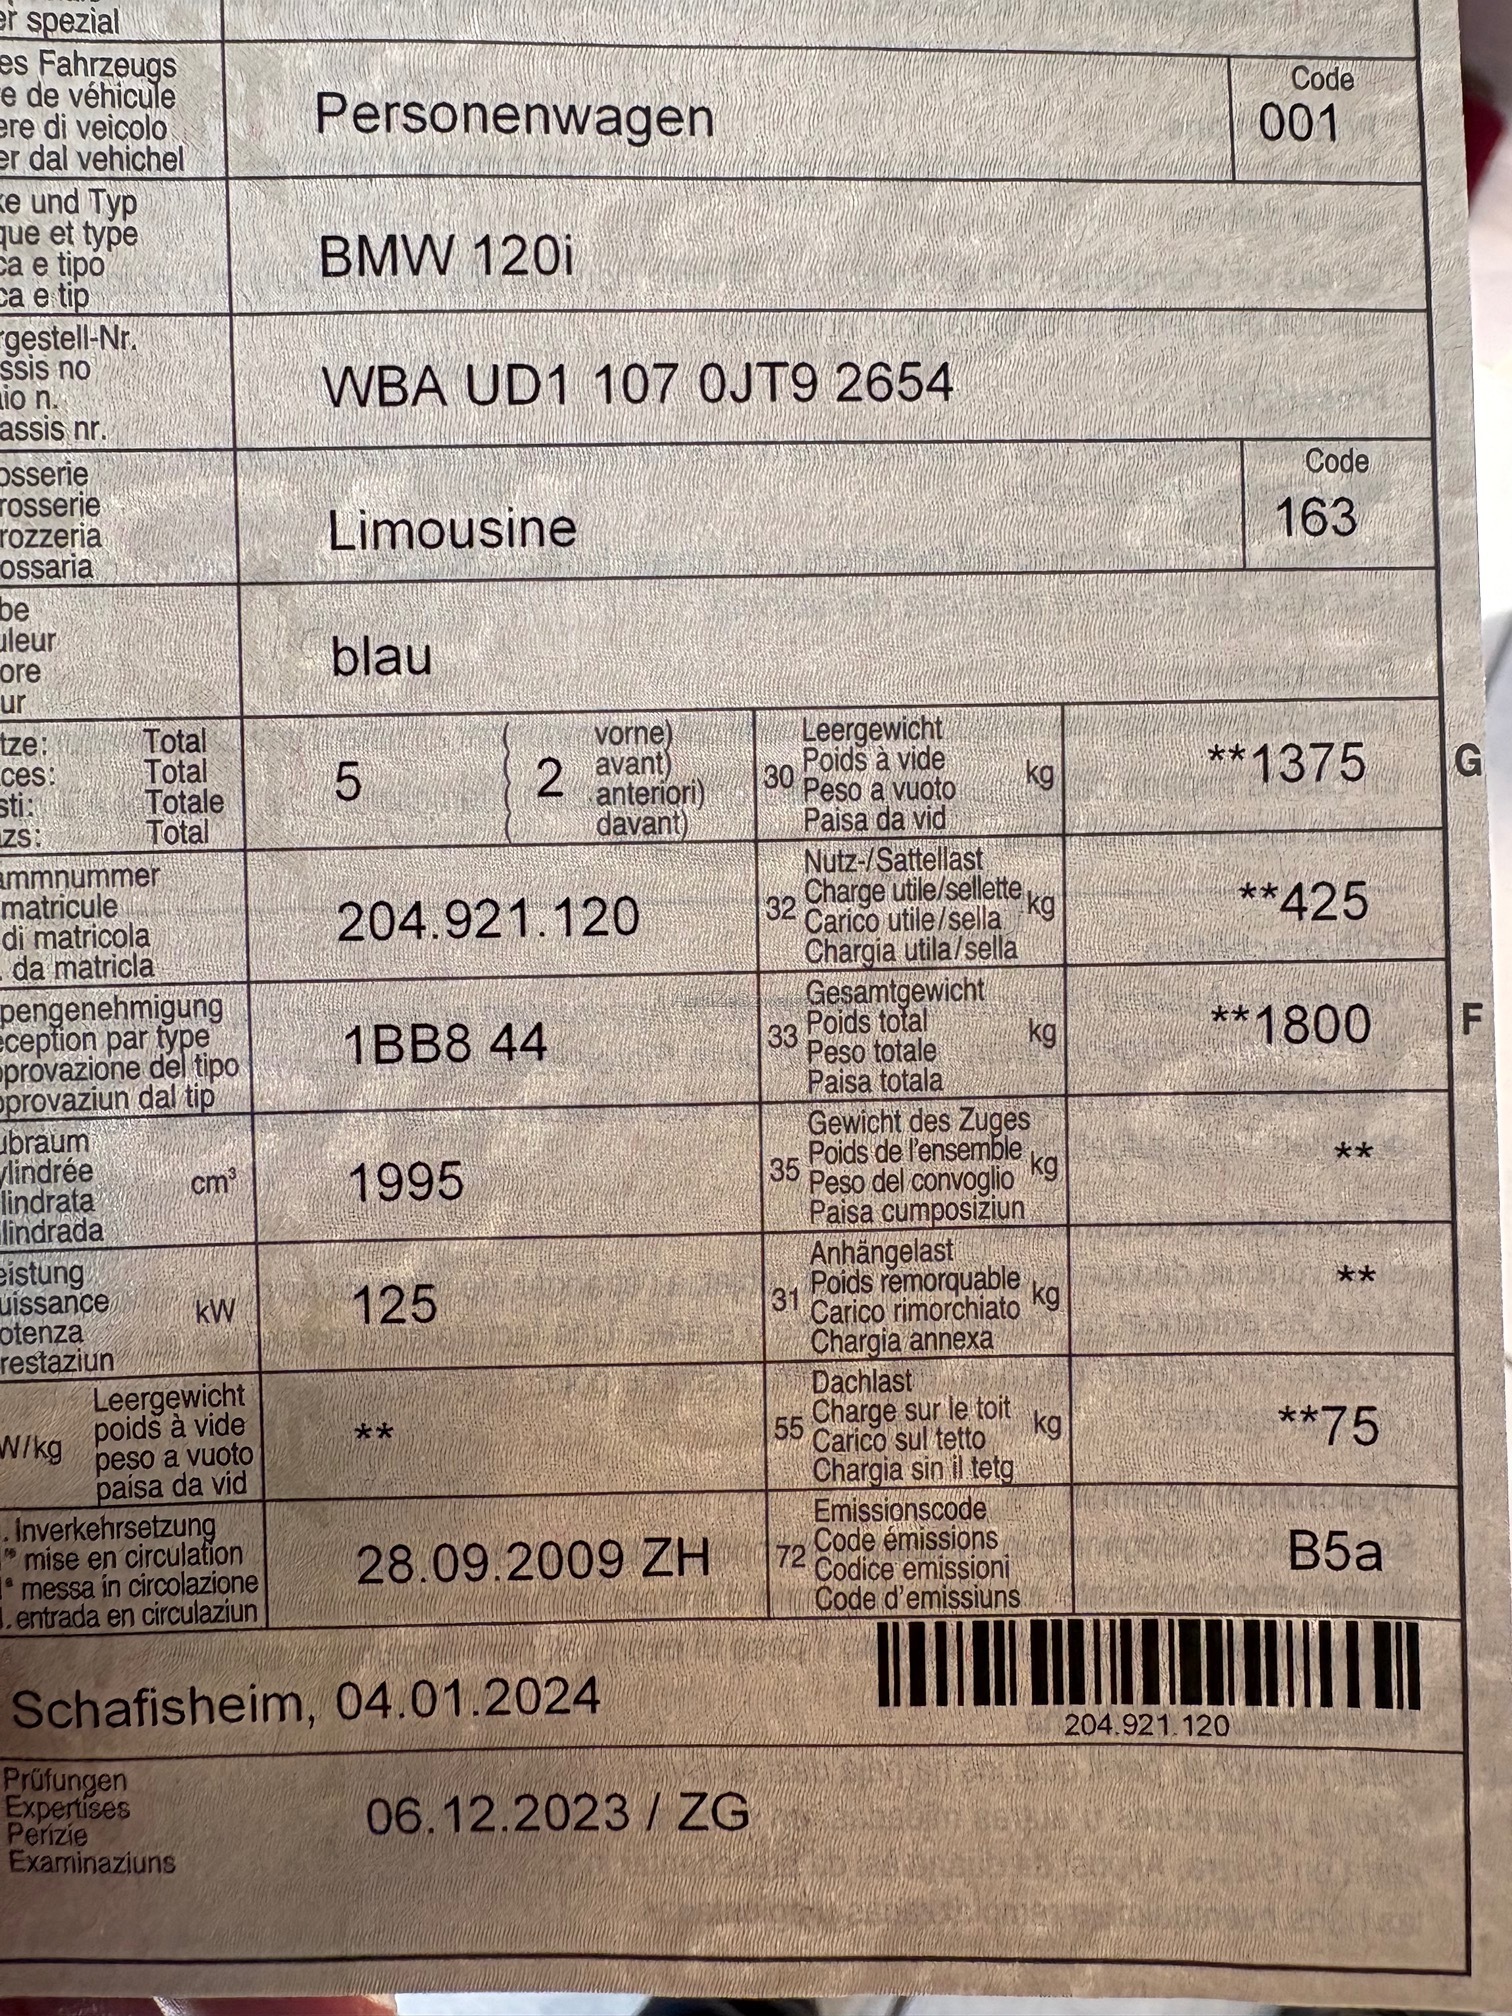 er spezial
es Fahrzeugs
e de véhicule
ere di veicolo
er dal vehichel
Personenwagen
Code
001
ke und Typ
que et type
ca e tipo
ca e tip
BMW 120i
rgestell-Nr.
ssis no
aio n.
assis nr.
WBA UD1 107 0JT9 2654
osserie
rosserie
rozzeria
ossaria
Limousine
Code
163
be
uleur
ore
ur
blau
tze: Total
ces: Total
sti: Totale
zs: Total
5
2
vorne)
avant)
anteriori)
davant)
30
Leergewicht
Poids à vide
Peso a vuoto
Paisa da vid
kg
**1375
G
ammnummer
matricule
di matricola
. da matricla
204.921.120
32
Nutz-/Sattellast
Charge utile/sellette
Carico utile/sella
Chargia utila/sella
kg
**425
pengenehmigung
eception par type
pprovazione del tipo
pprovaziun dal tip
1BB8 44
33
Gesamtgewicht
Poids total
Peso totale
Paisa totala
kg
**1800
F
ubraum
ylindrée
lindrata
lindrada
cm³
1995
35
Gewicht des Zuges
Poids de l'ensemble
Peso del convoglio
Paisa cumposiziun
kg
**
eistung
uissance
otenza
restaziun
kW
125
31
Anhängelast
Poids remorquable
Carico rimorchiato
Chargia annexa
kg
**
W/kg
Leergewicht
poids à vide
peso a vuoto
paisa da vid
**
55
Dachlast
Charge sur le toit
Carico sul tetto
Chargia sin il tetg
kg
**75
. Inverkehrsetzung
mise en circulation
messa in circolazione
. entrada en circulaziun
28.09.2009 ZH
72
Emissionscode
Code émissions
Codice emissioni
Code d'emissiuns
B5a
Schafisheim, 04.01.2024
204.921.120
Prüfungen
Expertises
Perizie
Examinaziuns
06.12.2023 / ZG